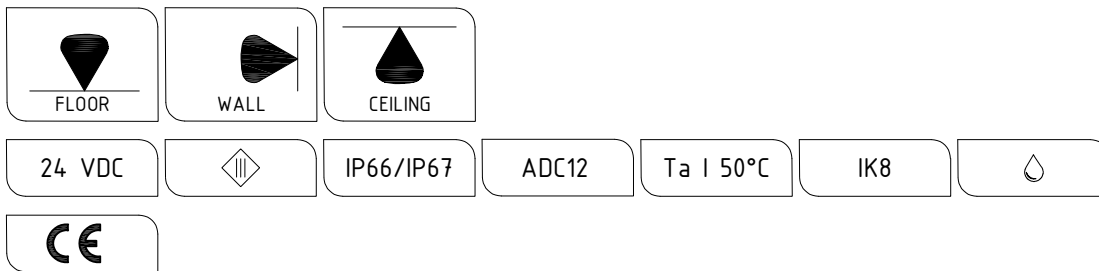 FLOOR WALL CEILING
24 VDC IP66/IP67 ADC12 Ta | 50°C IK8
CE